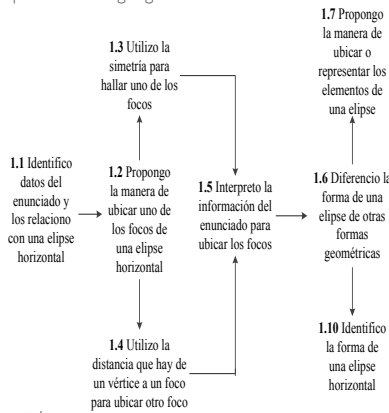 1.7 Propongo
la manera de
ubicar o
representar los
elementos de
una elipse
1.3 Utilizo la
simetría para
hallar uno de los
focos
1.1 Identifico
datos del
enunciado y
los relaciono
con una elipse
horizontal
1.2 Propongo
la manera de
ubicar uno de
los focos de
una elipse
horizontal
1.5 Interpreto la
información del
enunciado para
ubicar los focos
1.6 Diferencio la
forma de una
elipse de otras
formas
geométricas
1.4 Utilizo la
distancia que hay de
un vértice a un foco
para ubicar otro foco
1.10 Identifico
la forma de
una elipse
horizontal